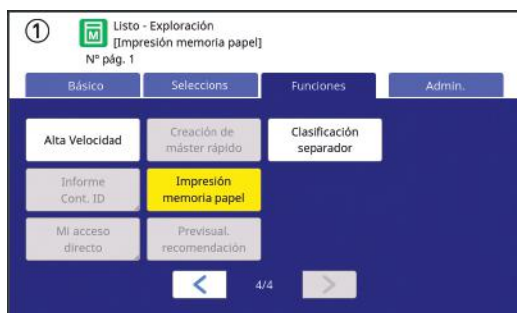 ①
Listo - Exploración
[Impresión memoria papel]
Nº pág. 1
Básico
Seleccions
Funciones
Admin.
Alta Velocidad
Creación de
máster rápido
Clasificación
separador
Informe
Cont. ID
Impresión
memoria papel
Mi acceso
directo
Previsual.
recomendación
<
4/4
>